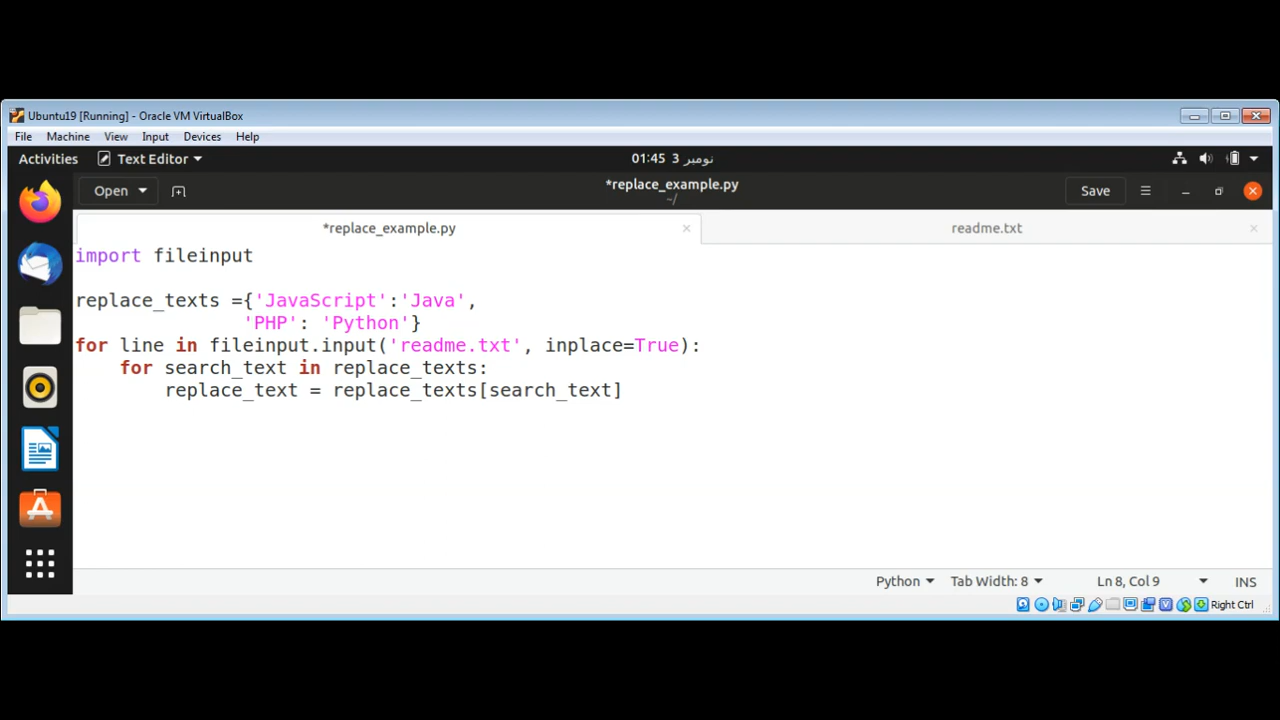 Ubuntu19 [Running] - Oracle VM VirtualBox
File Machine View Input Devices Help
Activities Text Editor 01:45 3 نومبر
Open *replace_example.py Save
~/
*replace_example.py readme.txt
import fileinput
replace_texts ={'JavaScript':'Java',
'PHP': 'Python'}
for line in fileinput.input('readme.txt', inplace=True):
for search_text in replace_texts:
replace_text = replace_texts[search_text]
Python Tab Width: 8 Ln 8, Col 9 INS
Right Ctrl